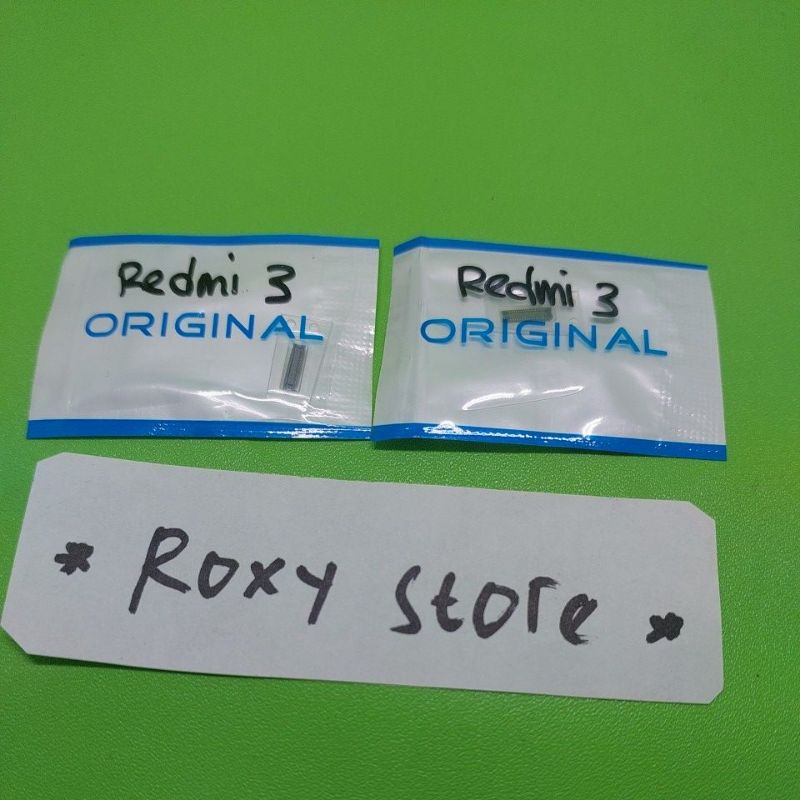 Redmi 3
ORIGINAL
Redmi 3
ORIGINAL
* Roxy Store *